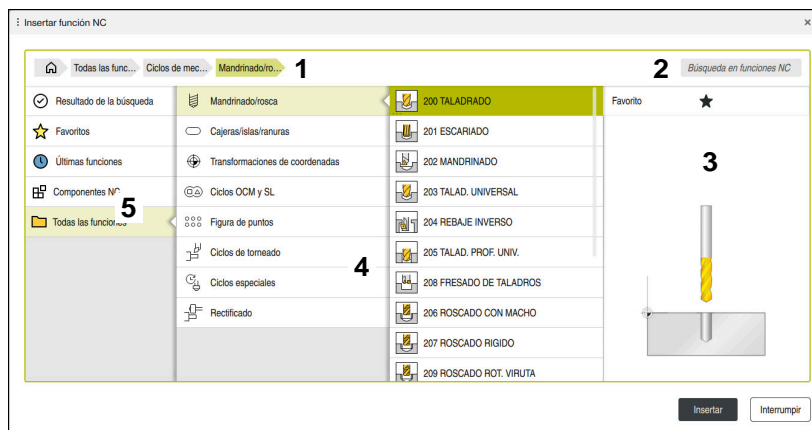 Insertar función NC
Todas las func...
Ciclos de mec...
Mandrinado/ro...
1
2
Búsqueda en funciones NC
Resultado de la búsqueda
Favoritos
Últimas funciones
Componentes NC
5
Todas las funciones
Mandrinado/rosca
Cajeras/islas/ranuras
Transformaciones de coordenadas
Ciclos OCM y SL
Figura de puntos
Ciclos de torneado
4
Ciclos especiales
Rectificado
200 TALADRADO
201 ESCARIADO
202 MANDRINADO
203 TALAD. UNIVERSAL
204 REBAJE INVERSO
205 TALAD. PROF. UNIV.
208 FRESADO DE TALADROS
206 ROSCADO CON MACHO
207 ROSCADO RIGIDO
209 ROSCADO ROT. VIRUTA
Favorito
3
Insertar
Interrumpir